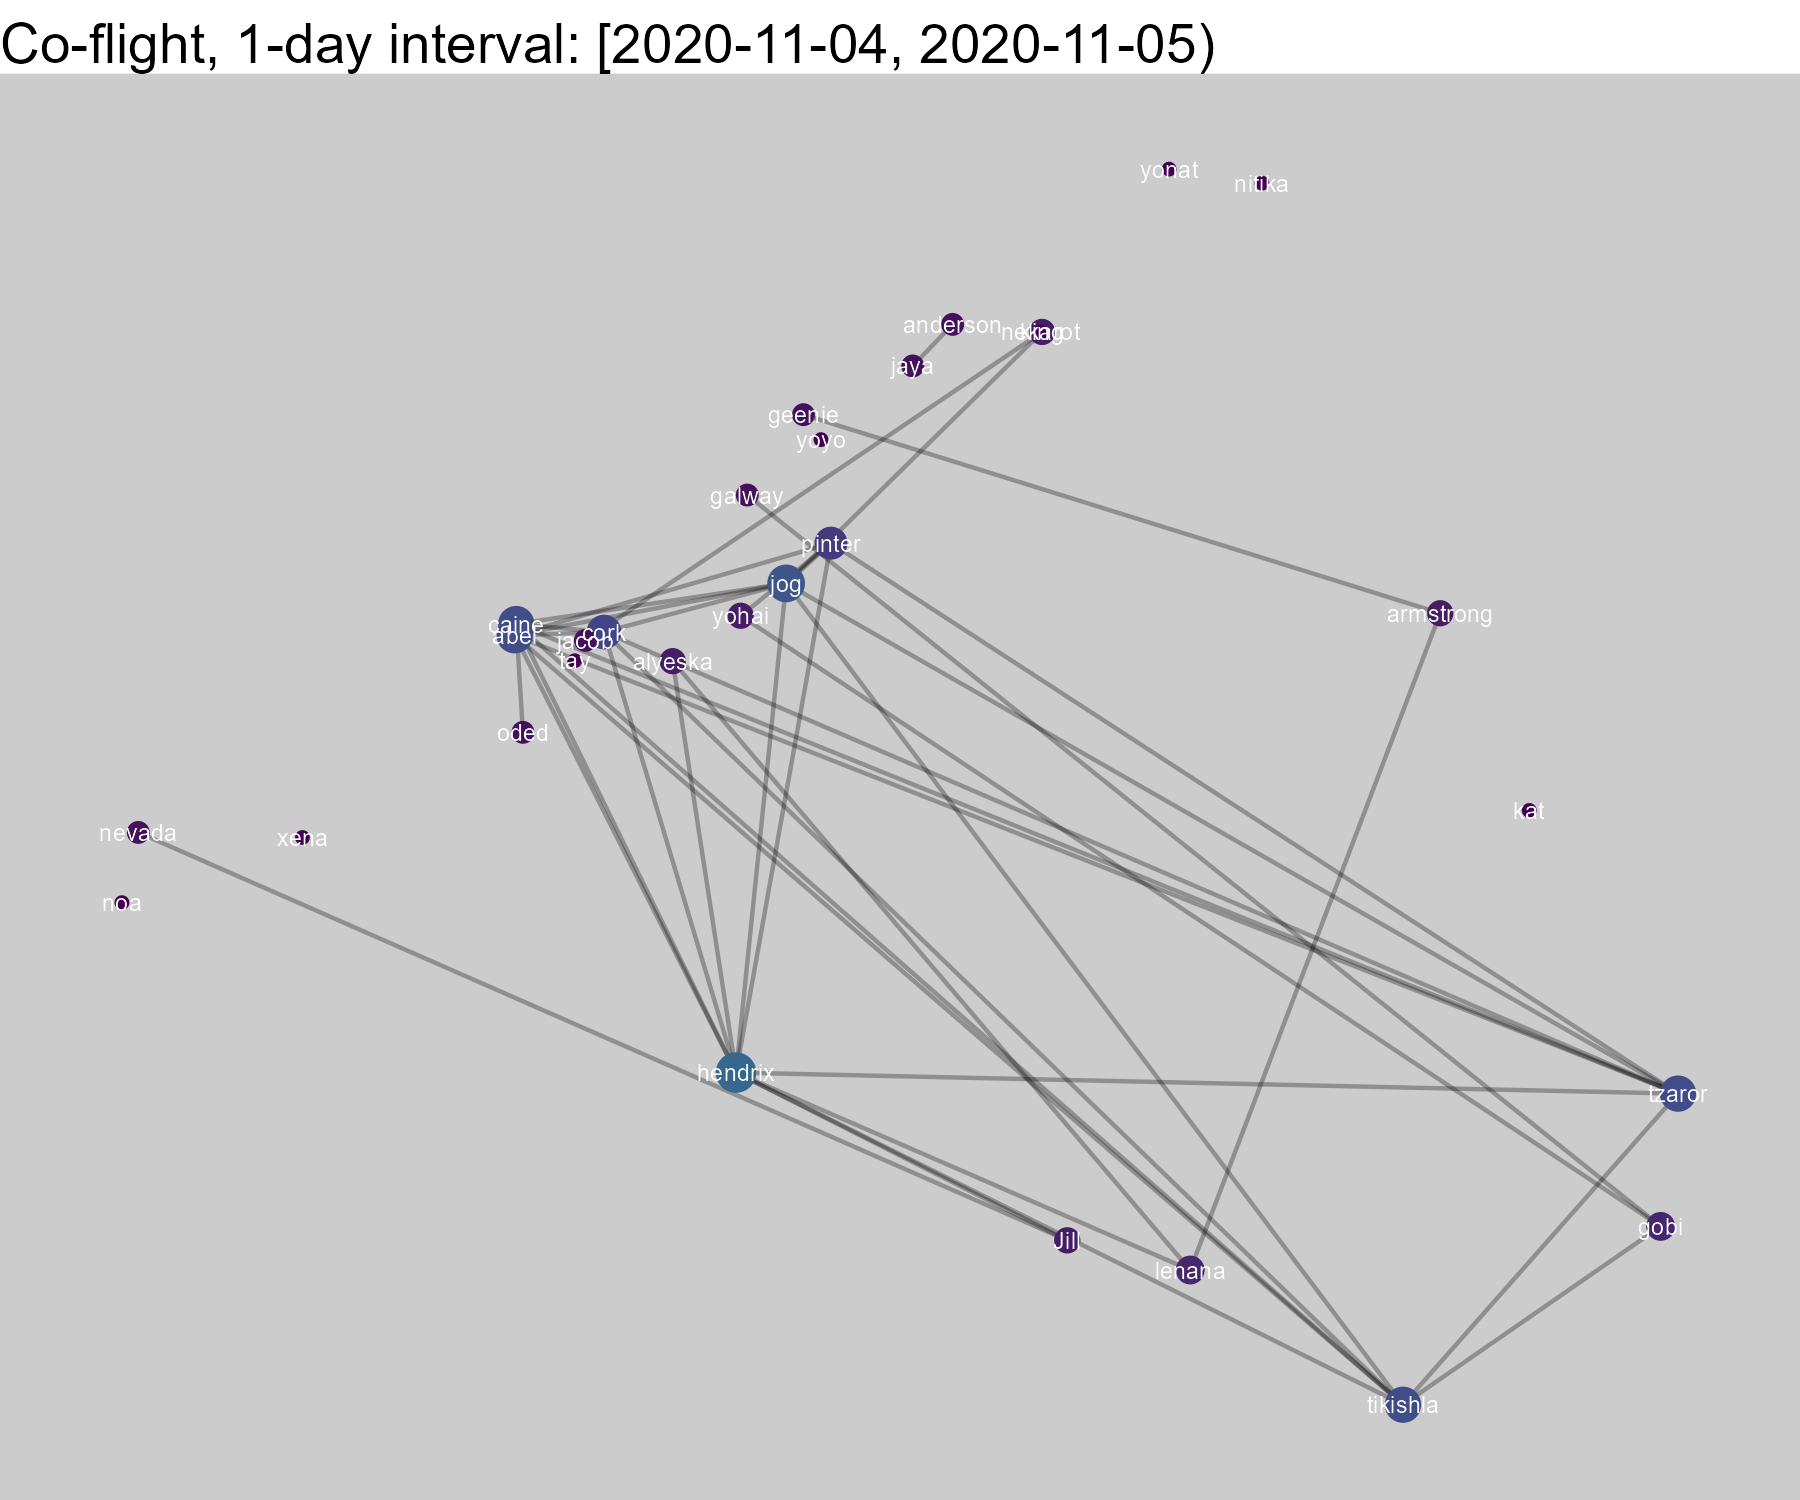 Co-flight, 1-day interval: [2020-11-04, 2020-11-05)
yonat
nitika
anderson
king
jaya
geenie
yoyo
galway
pinter
jog
armstrong
yohai
caine
abel
cork
jacob
tay
alyeska
oded
kat
nevada
xena
noa
hendrix
tzaror
gobi
Jill
lenana
tikishla